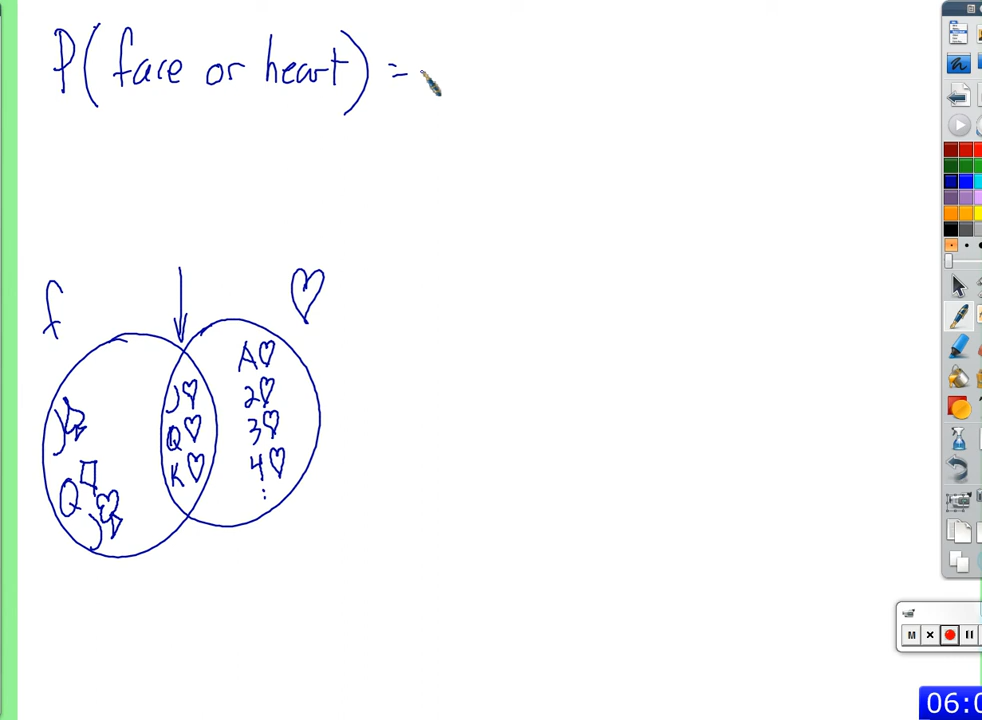 P(face or heart) =
f ♡
A♡
J♡ 2♡
Q♡ 3♡
K♡ 4♡
J
Q
J
M
06:0